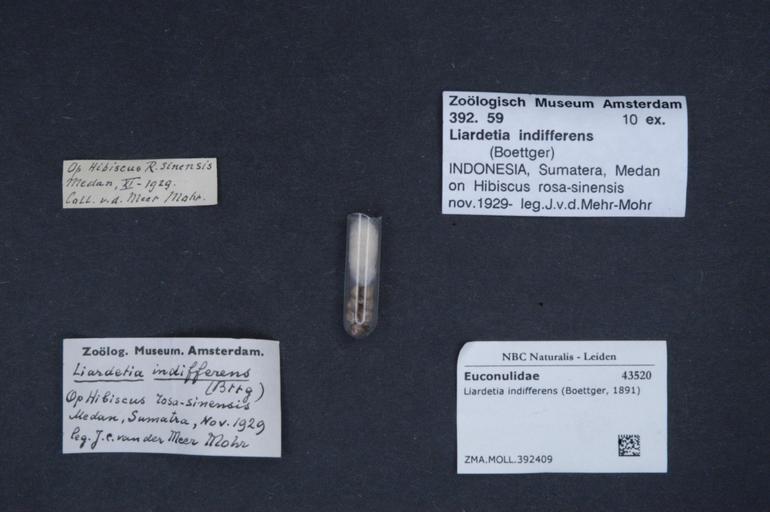 Op Hibiscus R. sinensis
Medan, XI - 1929.
Coll. v.d. Meer Mohr.
Zoölogisch Museum Amsterdam
392. 59 10 ex.
Liardetia indifferens
(Boettger)
INDONESIA, Sumatera, Medan
on Hibiscus rosa-sinensis
nov.1929- leg.J.v.d.Mehr-Mohr
Zoölog. Museum. Amsterdam.
Liardetia indifferens
(Bttg)
Op Hibiscus rosa-sinensis
Medan, Sumatra, Nov. 1929
leg. J.c. van der Meer Mohr
NBC Naturalis - Leiden
Euconulidae 43520
Liardetia indifferens (Boettger, 1891)
ZMA.MOLL.392409